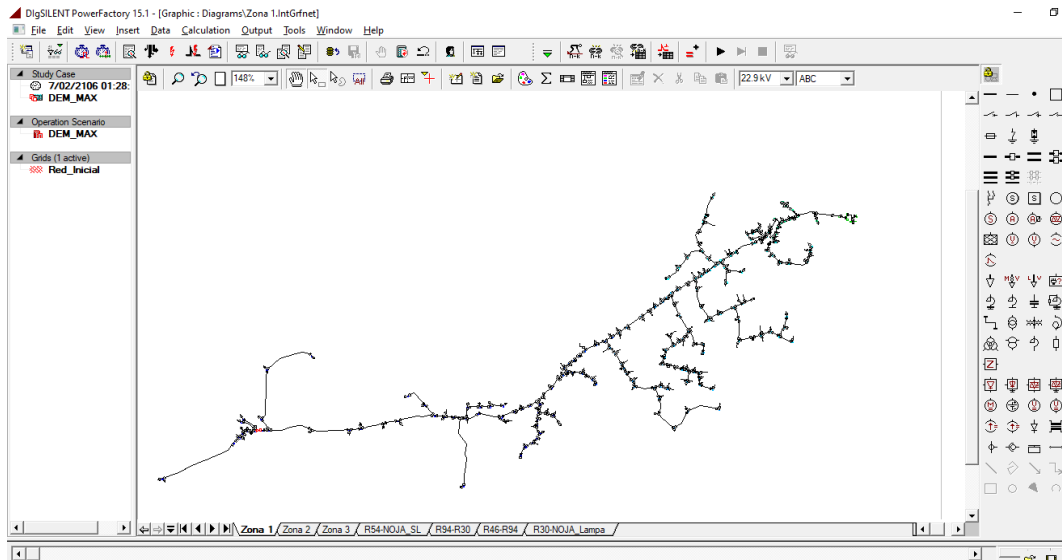 DIgSILENT PowerFactory 15.1 - [Graphic : Diagrams\Zona 1.IntGrfnet]
File Edit View Insert Data Calculation Output Tools Window Help
148% 22.9 kV ABC
Study Case
7/02/2106 01:28:
DEM_MAX
Operation Scenario
DEM_MAX
Grids (1 active)
Red_Inicial
Zona 1 Zona 2 Zona 3 R54-NOJA_SL R94-R30 R46-R94 R30-NOJA_Lampa